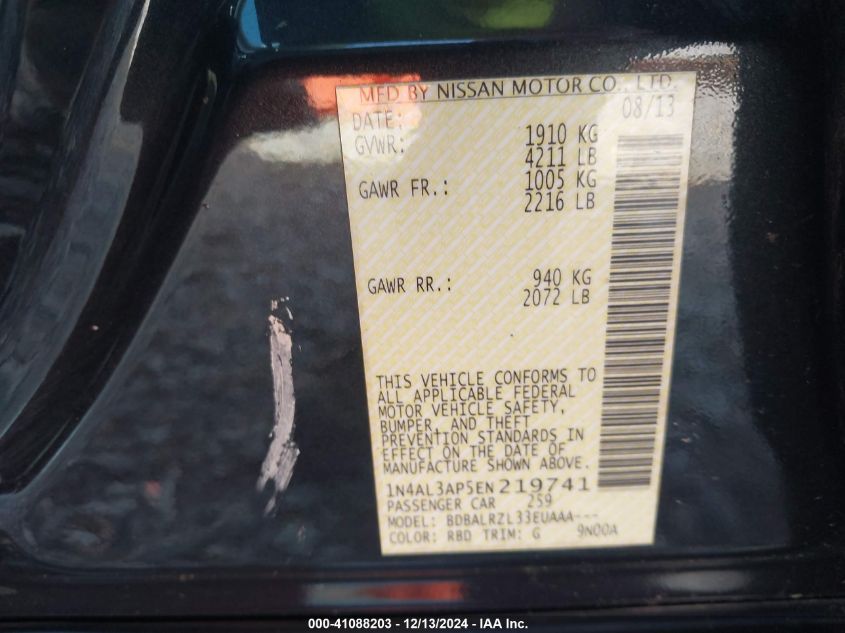 MFD BY NISSAN MOTOR CO., LTD.
DATE: 08/13
GVWR: 1910 KG
4211 LB
GAWR FR.: 1005 KG
2216 LB
GAWR RR.: 940 KG
2072 LB
THIS VEHICLE CONFORMS TO
ALL APPLICABLE FEDERAL
MOTOR VEHICLE SAFETY,
BUMPER, AND THEFT
PREVENTION STANDARDS IN
EFFECT ON THE DATE OF
MANUFACTURE SHOWN ABOVE.
1N4AL3AP5EN219741
PASSENGER CAR 259
MODEL: BDBALRZL33EUAAA---
COLOR: RBD TRIM: G 9N00A
000-41088203 - 12/13/2024 - IAA Inc.